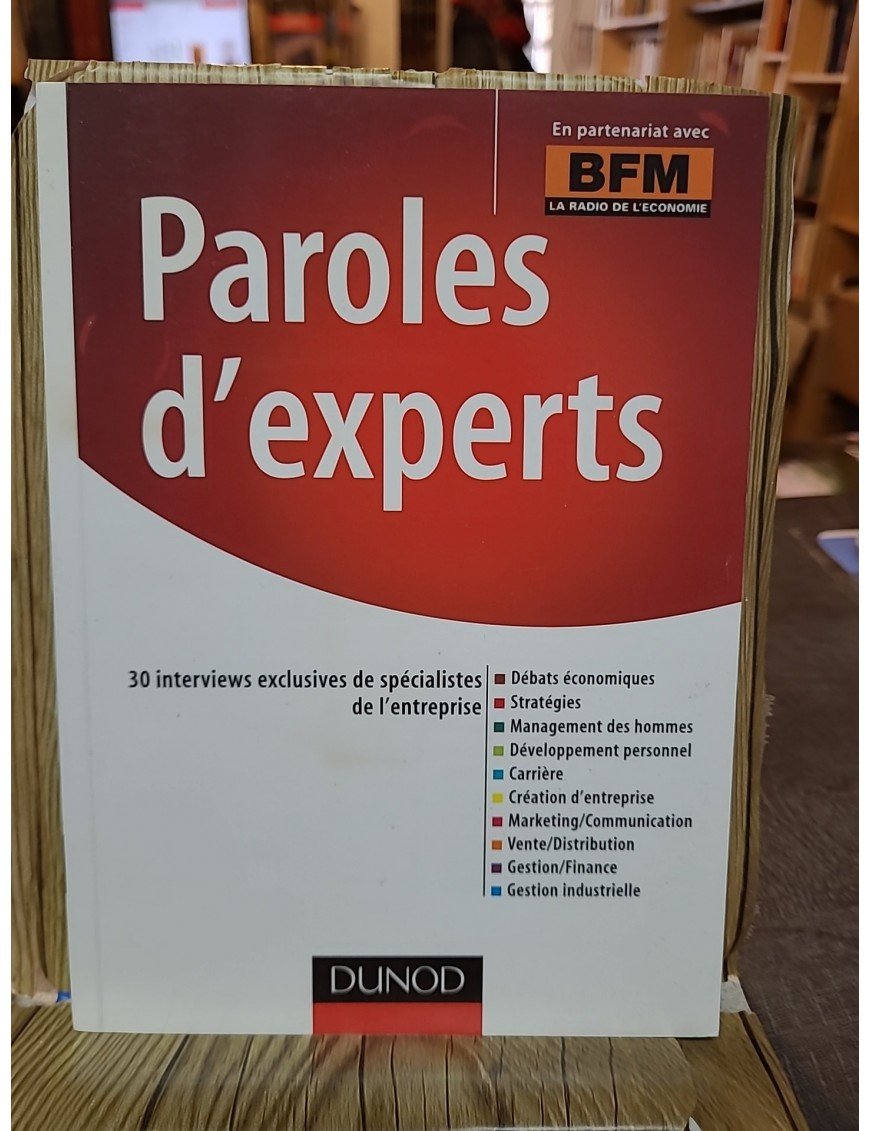 En partenariat avec
BFM
LA RADIO DE L'ECONOMIE
Paroles
d'experts
30 interviews exclusives de spécialistes
de l'entreprise
Débats économiques
Stratégies
Management des hommes
Développement personnel
Carrière
Création d'entreprise
Marketing/Communication
Vente/Distribution
Gestion/Finance
Gestion industrielle
DUNOD